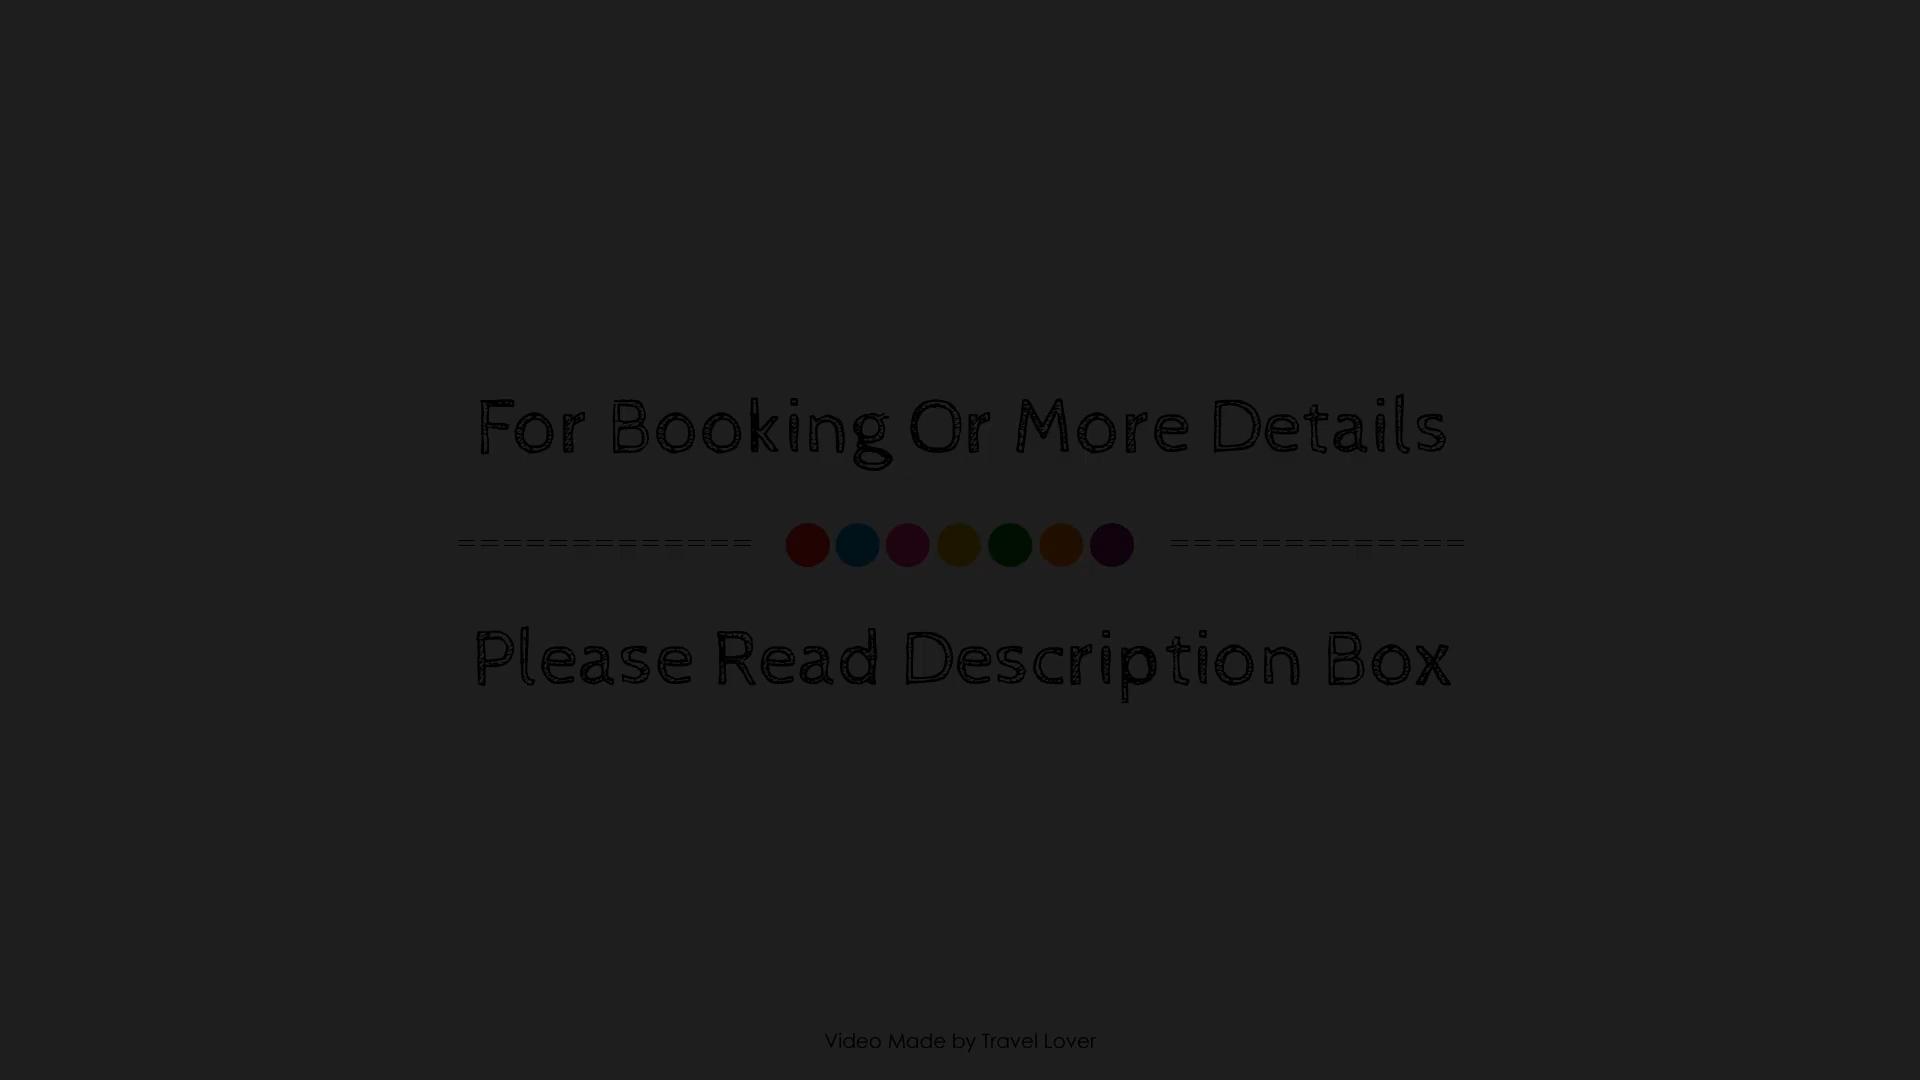 For Booking Or More Details
============= =============
Please Read Description Box
Video Made by Travel Lover